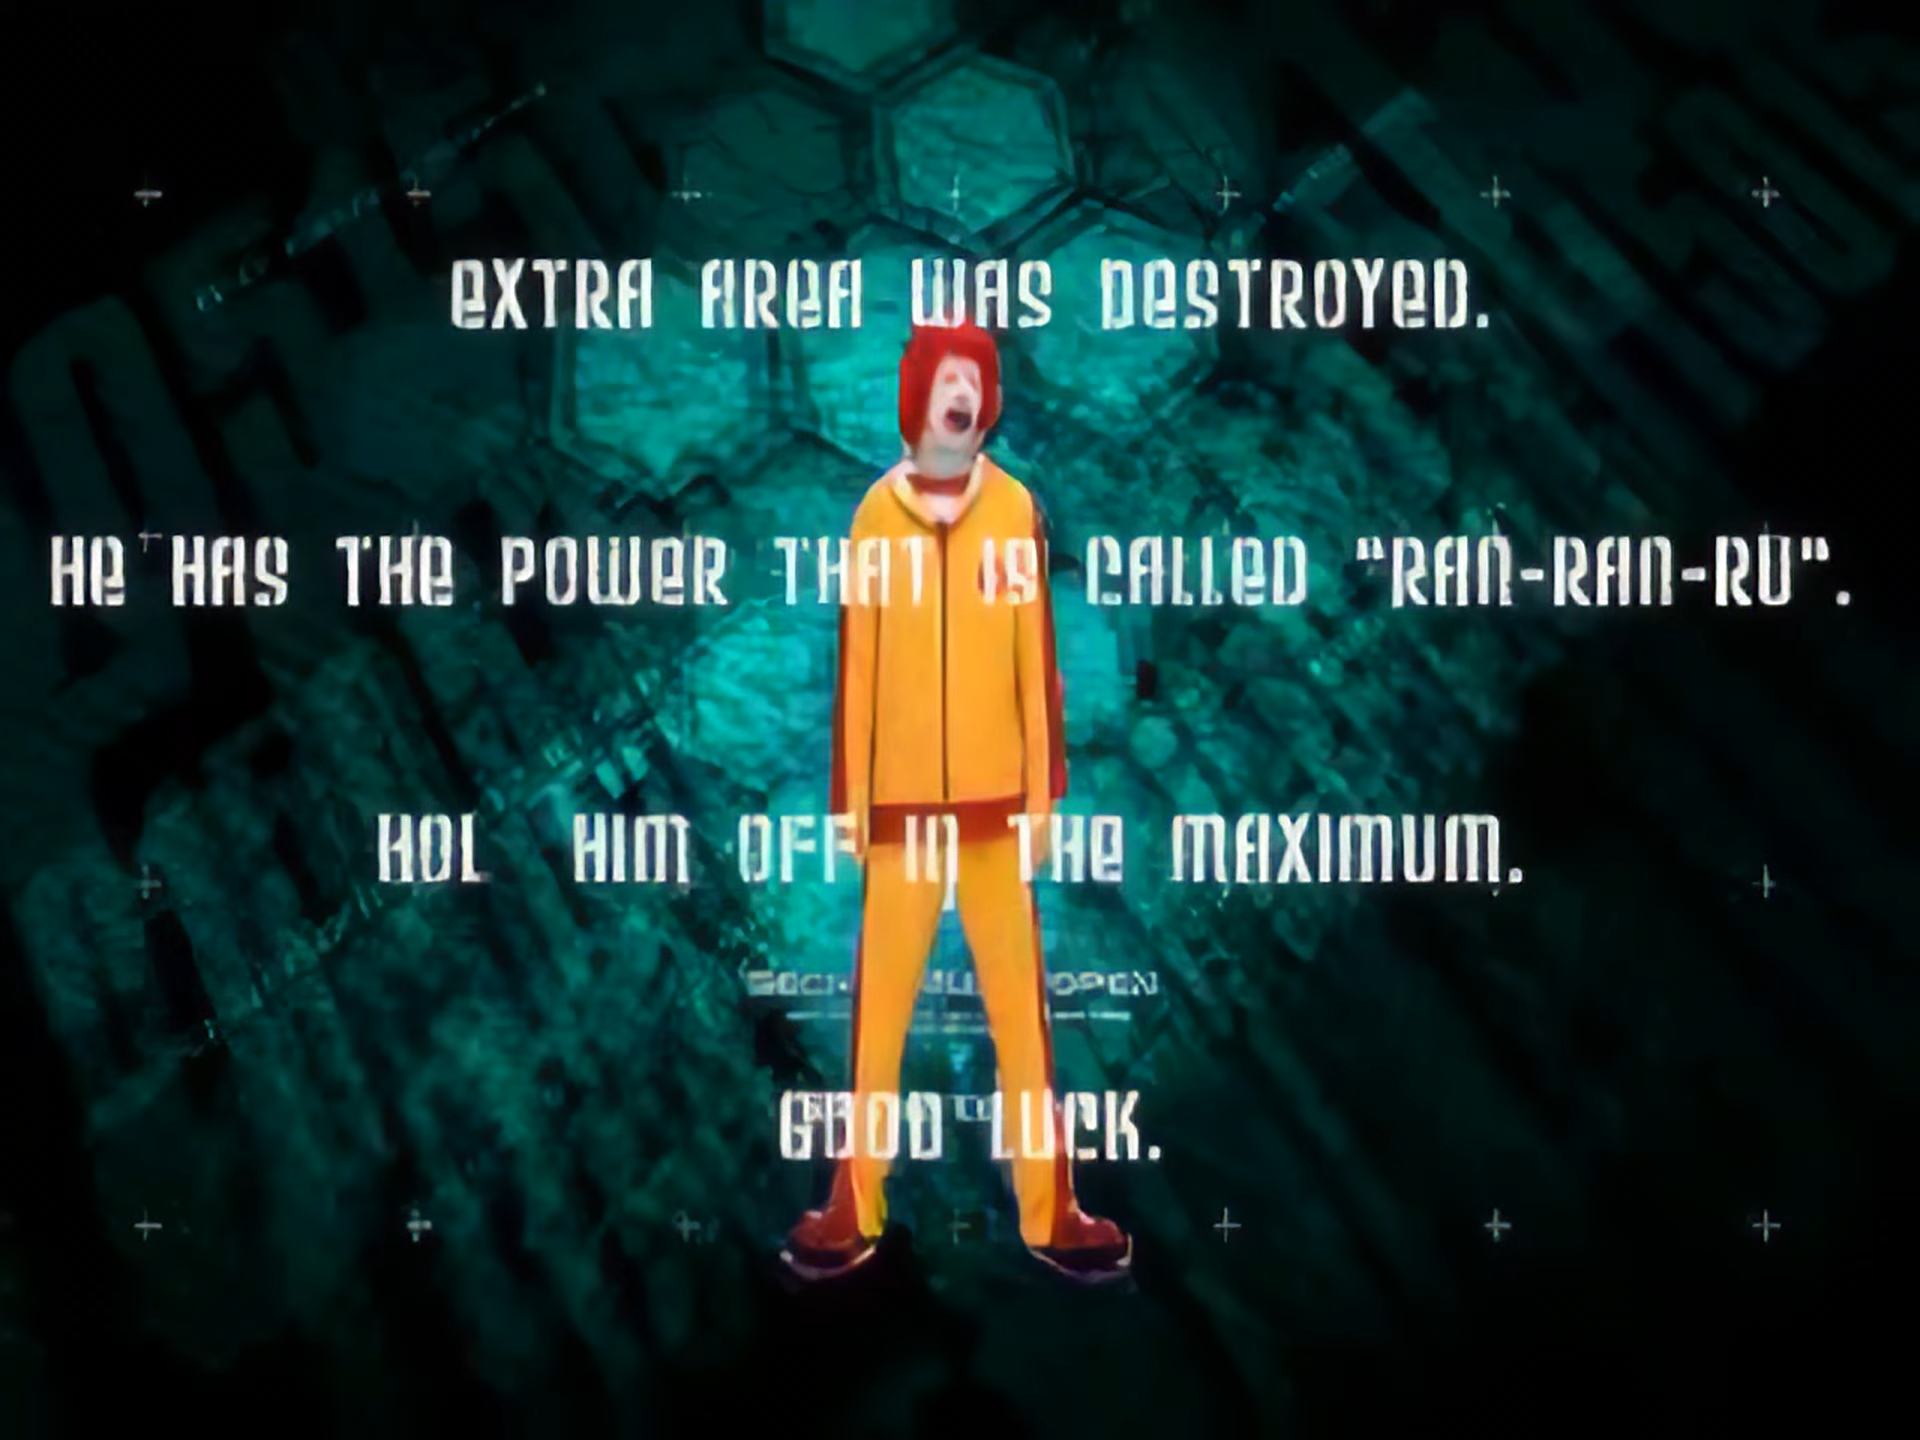 EXTRA AREA WAS DESTROYED.
HE HAS THE POWER THAT IS CALLED "RAN-RAN-RU".
HOL HIM OFF IN THE MAXIMUM.
OPEN
GOOD LUCK.